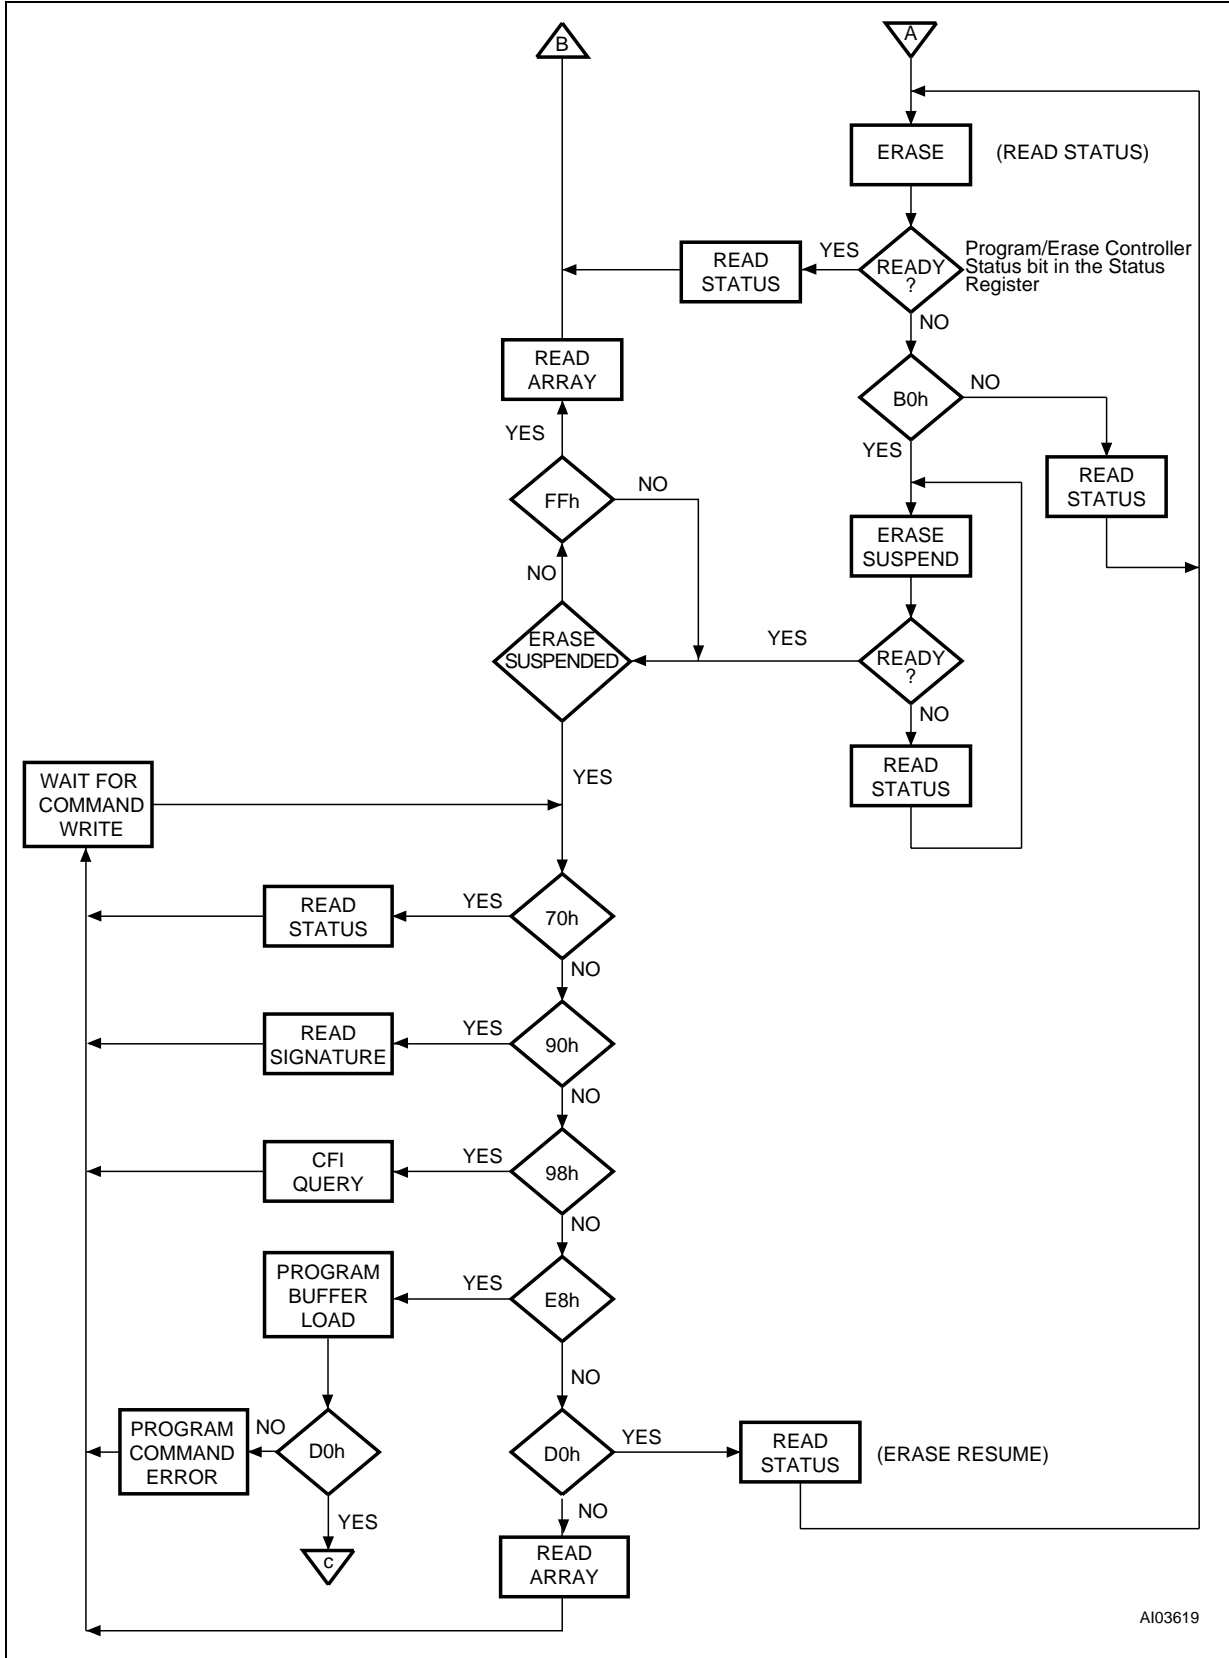 B
A
ERASE
(READ STATUS)
YES
READ
STATUS
READY
?
Program/Erase Controller
Status bit in the Status
Register
NO
READ
ARRAY
B0h
NO
YES
YES
READ
STATUS
FFh
NO
ERASE
SUSPEND
NO
ERASE
SUSPENDED
YES
READY
?
NO
READ
STATUS
WAIT FOR
COMMAND
WRITE
YES
READ
STATUS
YES
70h
NO
READ
SIGNATURE
YES
90h
NO
CFI
QUERY
YES
98h
NO
PROGRAM
BUFFER
LOAD
YES
E8h
NO
PROGRAM
COMMAND
ERROR
NO
D0h
YES
c
D0h
YES
READ
STATUS
(ERASE RESUME)
NO
READ
ARRAY
AI03619